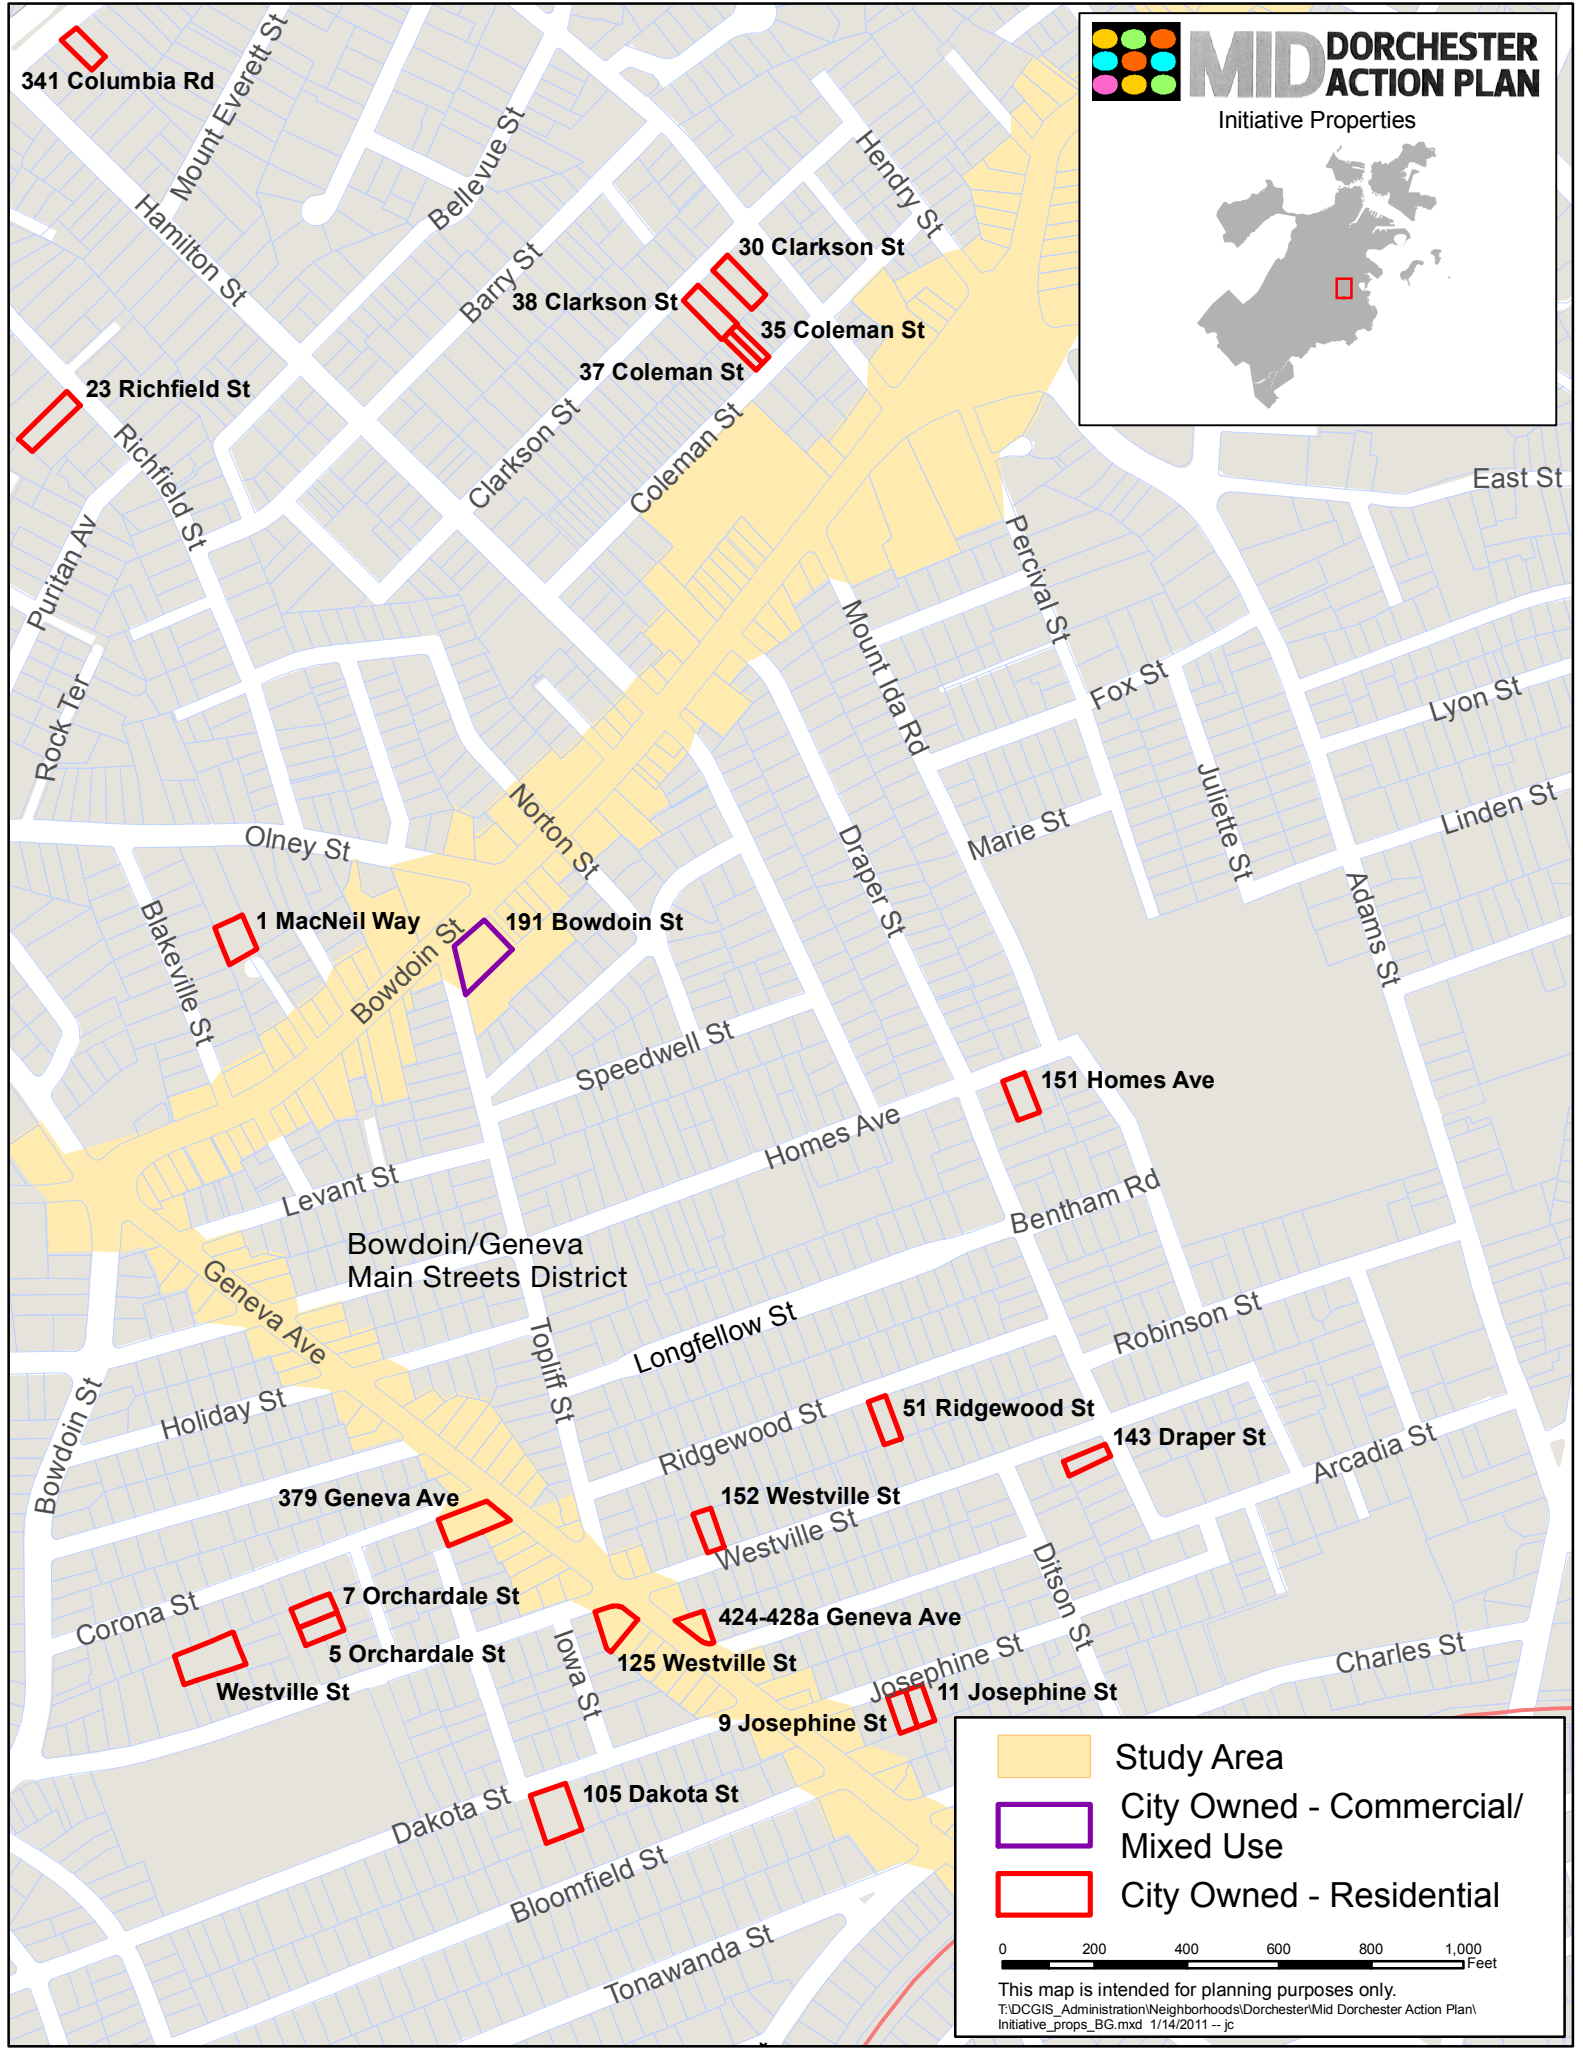 MID DORCHESTER
ACTION PLAN
Initiative Properties
341 Columbia Rd
Mount Everett St
Bellevue St
Hamilton St
Hendry St
Barry St
30 Clarkson St
38 Clarkson St
35 Coleman St
37 Coleman St
23 Richfield St
Richfield St
Clarkson St
Coleman St
East St
Puritan Av
Percival St
Rock Ter
Mount Ida Rd
Fox St
Lyon St
Juliette St
Linden St
Marie St
Norton St
Olney St
Draper St
Adams St
Blakeville St
1 MacNeil Way
Bowdoin St
191 Bowdoin St
Speedwell St
151 Homes Ave
Homes Ave
Levant St
Bentham Rd
Bowdoin/Geneva
Main Streets District
Geneva Ave
Topliff St
Longfellow St
Robinson St
Bowdoin St
Holiday St
Ridgewood St
51 Ridgewood St
143 Draper St
Arcadia St
379 Geneva Ave
152 Westville St
Westville St
Ditson St
Corona St
7 Orchardale St
5 Orchardale St
Westville St
Iowa St
424-428a Geneva Ave
125 Westville St
Josephine St
Charles St
11 Josephine St
9 Josephine St
105 Dakota St
Dakota St
Bloomfield St
Tonawanda St
Study Area
City Owned - Commercial/
Mixed Use
City Owned - Residential
0 200 400 600 800 1,000
Feet
This map is intended for planning purposes only.
T:\DCGIS_Administration\Neighborhoods\Dorchester\Mid Dorchester Action Plan\
Initiative_props_BG.mxd 1/14/2011 -- jc